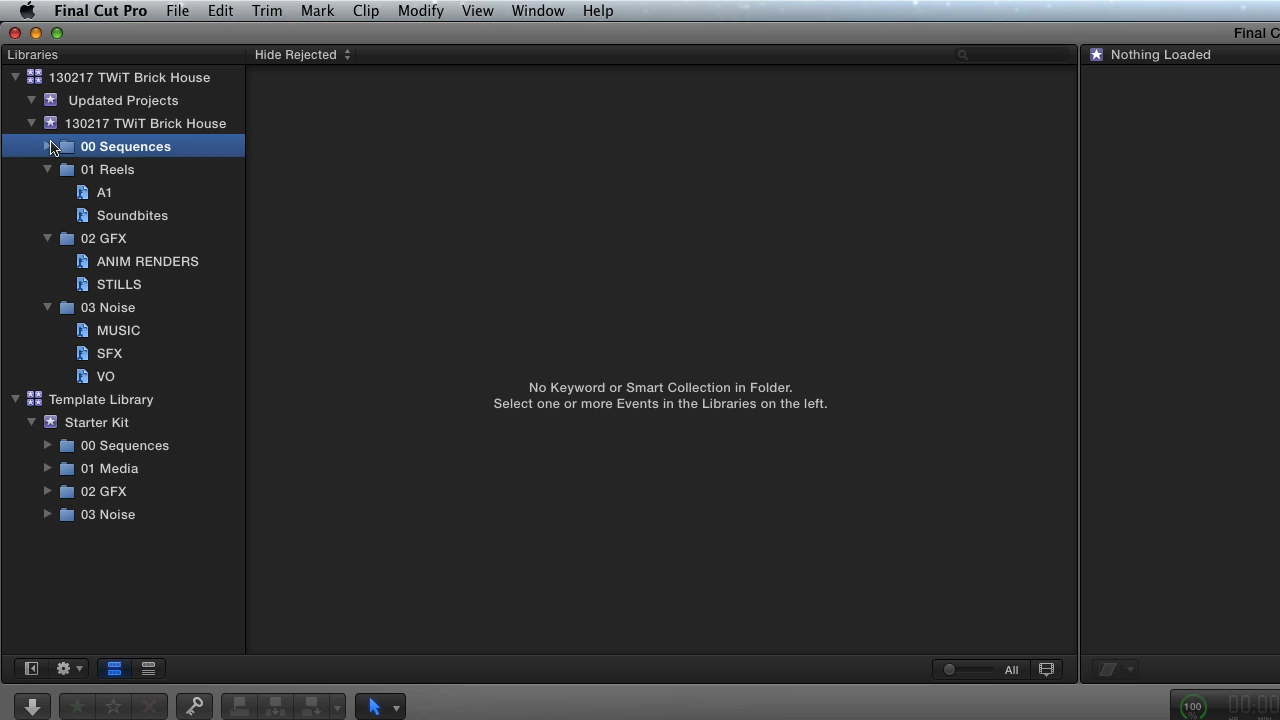 Final Cut Pro File Edit Trim Mark Clip Modify View Window Help
Final C
Libraries Hide Rejected Nothing Loaded
130217 TWiT Brick House
Updated Projects
130217 TWiT Brick House
00 Sequences
01 Reels
A1
Soundbites
02 GFX
ANIM RENDERS
STILLS
03 Noise
MUSIC
SFX
VO
Template Library
Starter Kit
00 Sequences
01 Media
02 GFX
03 Noise
No Keyword or Smart Collection in Folder.
Select one or more Events in the Libraries on the left.
All
100